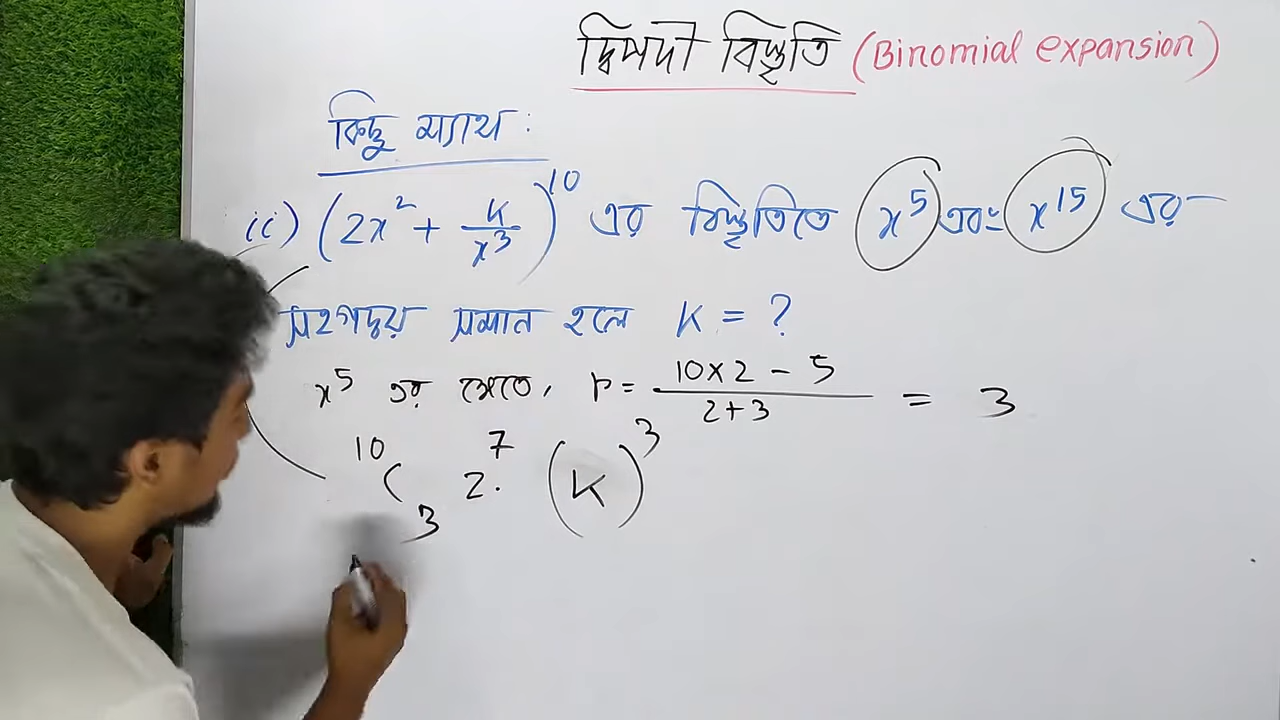 দ্বিপদী বিস্তৃতি (Binomial expansion)
কিছু ম্যাথ :
ii) (2x² + K/x³)¹⁰ এর বিস্তৃতিতে x⁵ এবং x¹⁵ এর
সহগদ্বয় সমান হলে K = ?
x⁵ এর ক্ষেত্রে, r = (10×2 - 5)/(2+3) = 3
¹⁰C₃ 2⁷. (K)³